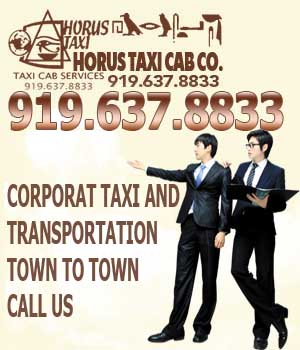 HORUS
TAXI
TAXI CAB SERVICES
919.637.8833
HORUS TAXI CAB CO.
919.637.8833
919.637.8833
CORPORAT TAXI AND
TRANSPORTATION
TOWN TO TOWN
CALL US